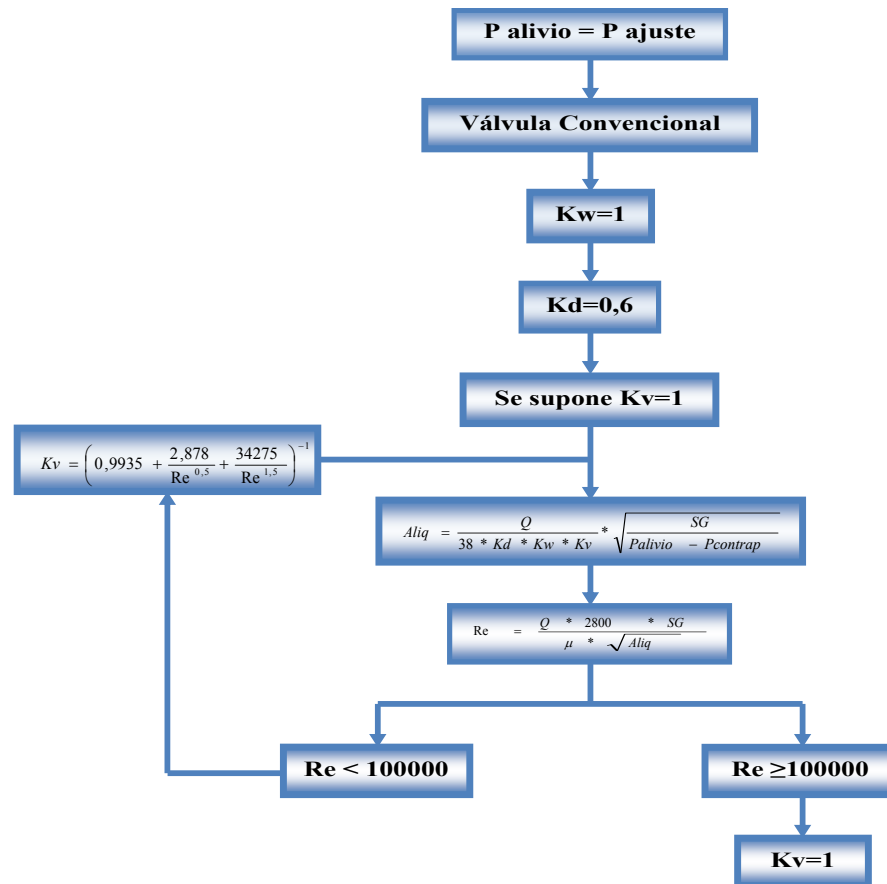 P alivio = P ajuste
Válvula Convencional
Kw=1
Kd=0,6
Se supone Kv=1
Kv = ( 0,9935 + 2,878 / Re^0,5 + 34275 / Re^1,5 )^-1
Aliq = Q / 38 * Kd * Kw * Kv * √ SG / Palivio - Pcontrap
Re = Q * 2800 * SG / μ * √ Aliq
Re < 100000
Re ≥100000
Kv=1